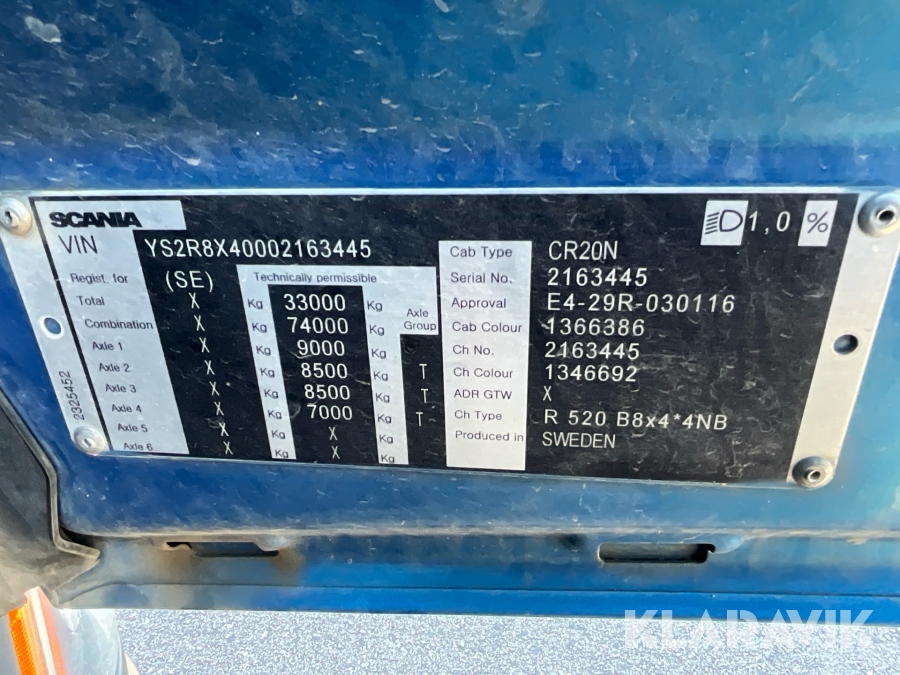 SCANIA
1,0 %
VIN YS2R8X40002163445
Regist. for (SE) Technically permissible
Total X Kg 33000 Kg
Combination X Kg 74000 Kg Axle Group
Axle 1 X Kg 9000 Kg
Axle 2 X Kg 8500 Kg T
Axle 3 X Kg 8500 Kg T
Axle 4 X Kg 7000 Kg T
Axle 5 X Kg X Kg
Axle 6 X Kg X Kg
2325452
Cab Type CR20N
Serial No. 2163445
Approval E4-29R-030116
Cab Colour 1366386
Ch No. 2163445
Ch Colour 1346692
ADR GTW X
Ch Type R 520 B8x4*4NB
Produced in SWEDEN
KLARAVIK